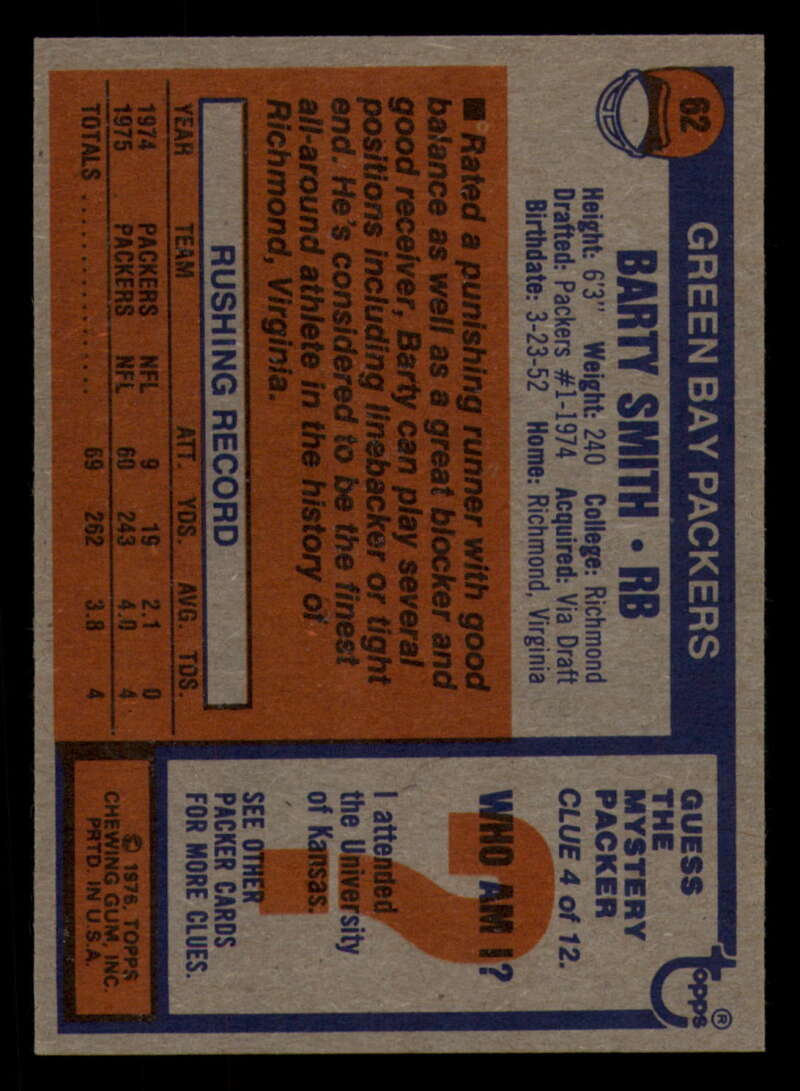 62
GREEN BAY PACKERS
BARTY SMITH • RB
Height: 6'3" Weight: 240 College: Richmond
Drafted: Packers #1-1974 Acquired: Via Draft
Birthdate: 3-23-52 Home: Richmond, Virginia
■ Rated a punishing runner with good
balance as well as a great blocker and
good receiver, Barty can play several
positions including linebacker or tight
end. He's considered to be the finest
all-around athlete in the history of
Richmond, Virginia.
RUSHING RECORD
YEAR TEAM ATT. YDS. AVG. TDS.
1974 PACKERS NFL 9 19 2.1 0
1975 PACKERS NFL 60 243 4.0 4
TOTALS ............... 69 262 3.8 4
topps®
GUESS
THE
MYSTERY
PACKER
CLUE 4 of 12.
WHO AM I?
?
I attended
the University
of Kansas.
SEE OTHER
PACKER CARDS
FOR MORE CLUES.
© 1976, TOPPS
CHEWING GUM, INC.
PRTD. IN U.S.A.